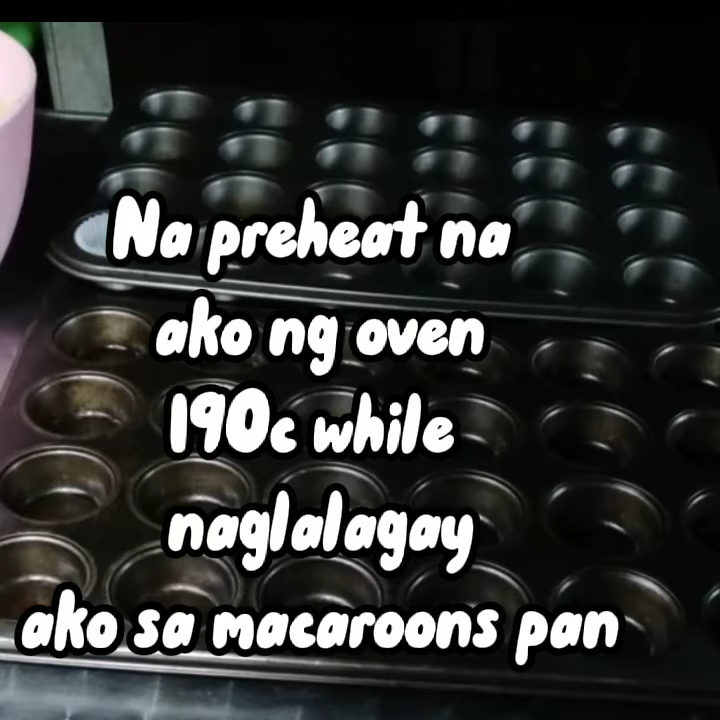 Na preheat na
ako ng oven
190c while
naglalagay
ako sa macaroons pan